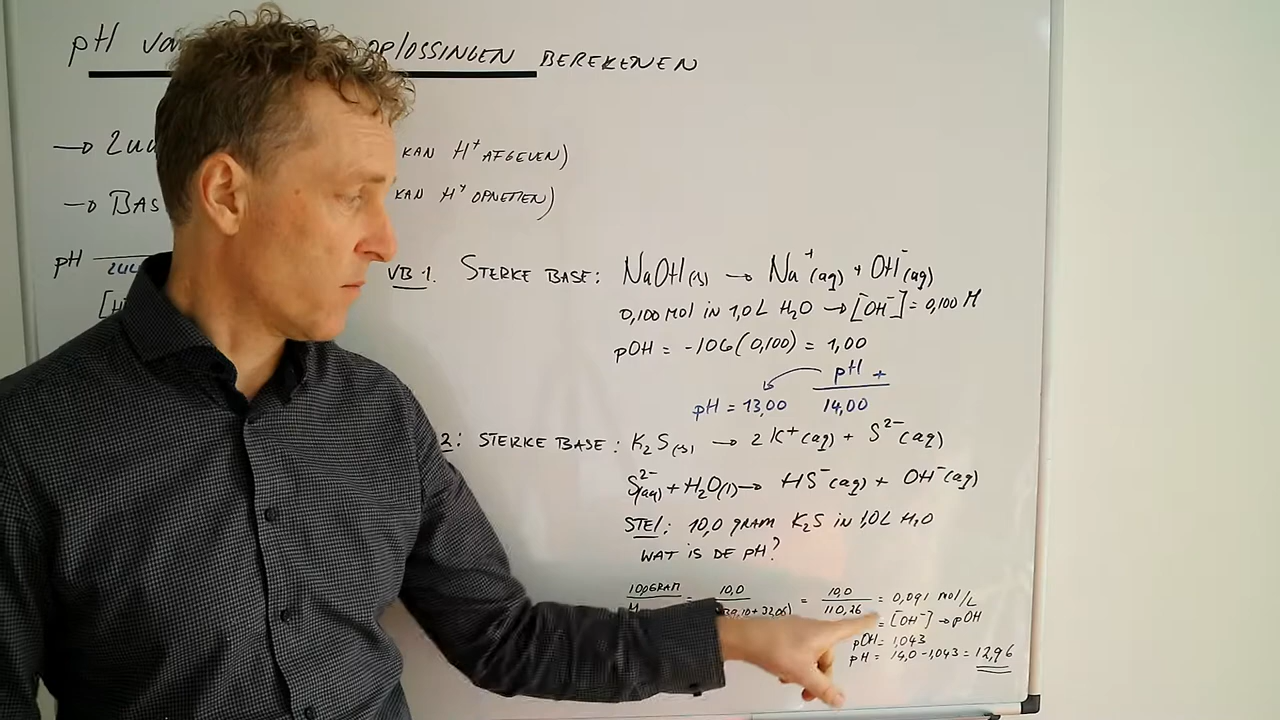 pH OPLOSSINGEN BEREKENEN
→ KAN H⁺ AFGEVEN)
→ BAS KAN H⁺ OPNEMEN)
pH
VB 1. STERKE BASE: NaOH(s) → Na⁺(aq) + OH⁻(aq)
0,100 MOL IN 1,0 L H₂O → [OH⁻] = 0,100 M
pOH = -LOG(0,100) = 1,00
pH +
pH = 13,00 14,00
2: STERKE BASE: K₂S(s) → 2 K⁺(aq) + S²⁻(aq)
S²⁻(aq) + H₂O(l) → HS⁻(aq) + OH⁻(aq)
STEL: 10,0 GRAM K₂S IN 1,0 L H₂O
WAT IS DE pH?
10,0 GRAM = 10,0 = 10,0 = 0,091 mol/L
M 39,10 + 32,06) 110,26 = [OH⁻] → pOH
pOH = 1,043
pH = 14,0 - 1,043 = 12,96